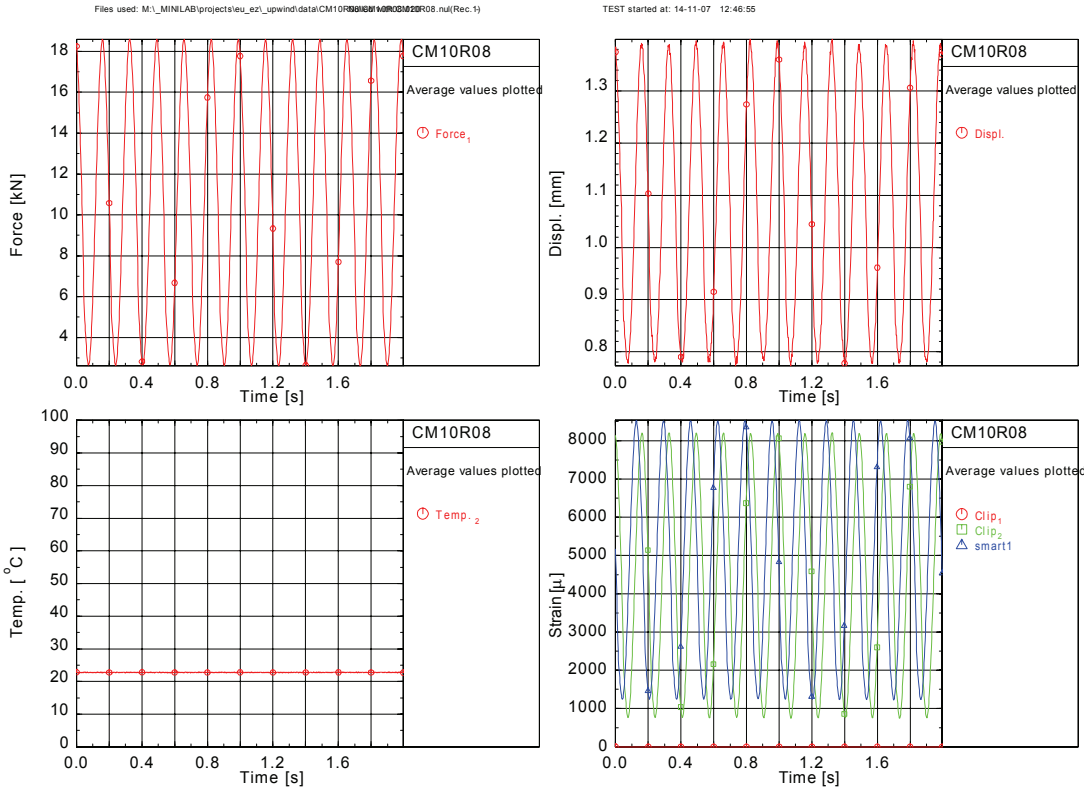 Files used: M:\_MINILAB\projects\eu_ez\_upwind\data\CM10R08
TEST started at: 14-11-07 12:46:55
CM10R08
Average values plotted
Force1
Force [kN]
18
16
14
12
10
8
6
4
0.0 0.4 0.8 1.2 1.6
Time [s]
CM10R08
Average values plotted
Displ.
Displ. [mm]
1.3
1.2
1.1
1.0
0.9
0.8
0.0 0.4 0.8 1.2 1.6
Time [s]
CM10R08
Average values plotted
Temp. 2
Temp. [ °C]
100
90
80
70
60
50
40
30
20
10
0
0.0 0.4 0.8 1.2 1.6
Time [s]
CM10R08
Average values plotted
Clip1
Clip2
smart1
Strain [μ]
8000
7000
6000
5000
4000
3000
2000
1000
0
0.0 0.4 0.8 1.2 1.6
Time [s]